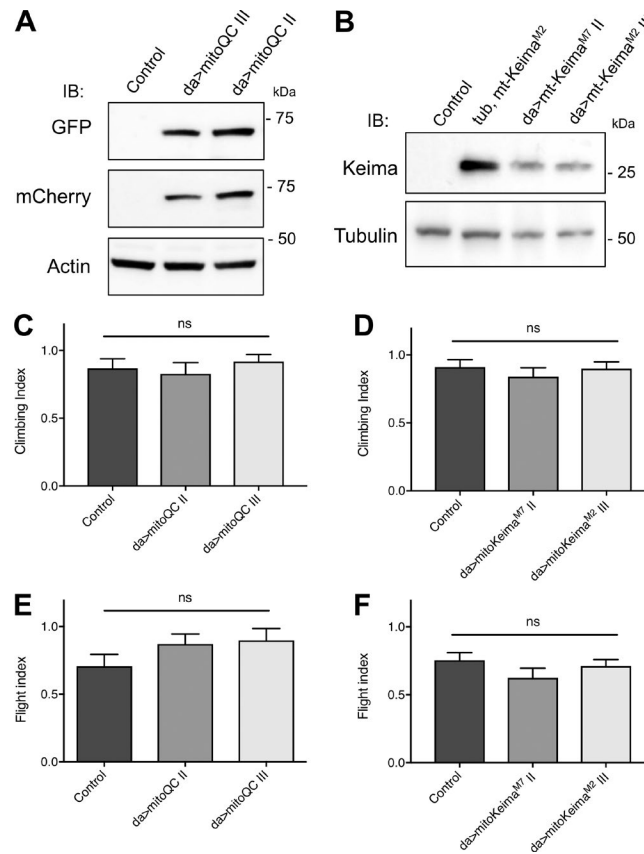 A
Control
da>mitoQC III
da>mitoQC II
IB:
kDa
GFP
- 75
mCherry
- 75
Actin
- 50
B
Control
tub, mt-Keima^M2
da>mt-Keima^M7 II
IB:
kDa
Keima
- 25
Tubulin
- 50
C
ns
Climbing Index
1.0
0.5
0.0
Control
da>mitoQC II
da>mitoQC III
D
ns
Climbing Index
1.0
0.5
0.0
Control
da>mitoKeima^M7 II
da>mitoKeima^M2 III
E
ns
Flight index
1.0
0.5
0.0
Control
da>mitoQC II
da>mitoQC III
F
ns
Flight index
1.0
0.5
0.0
Control
da>mitoKeima^M7 II
da>mitoKeima^M2 III